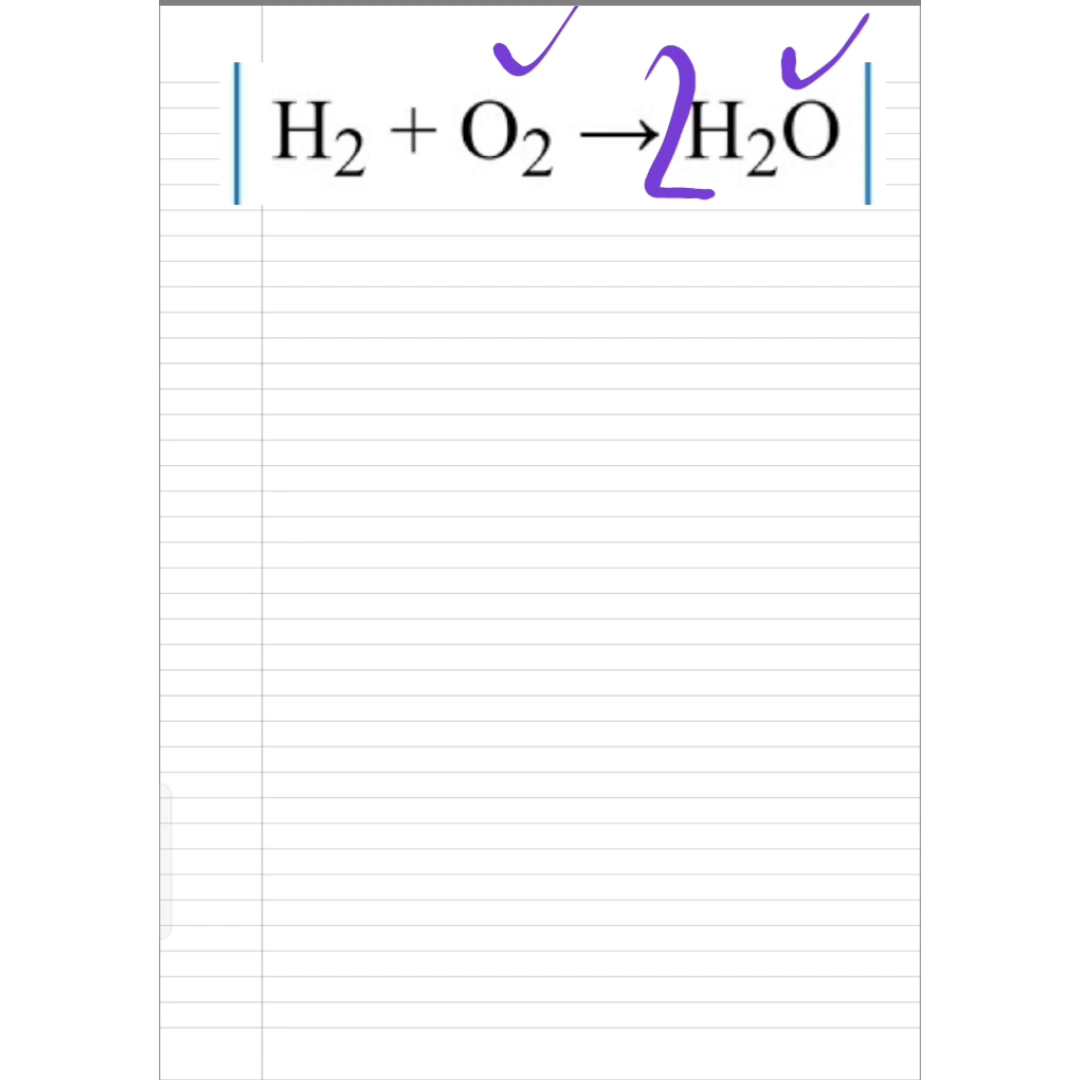 H₂ + O₂ → 2H₂O